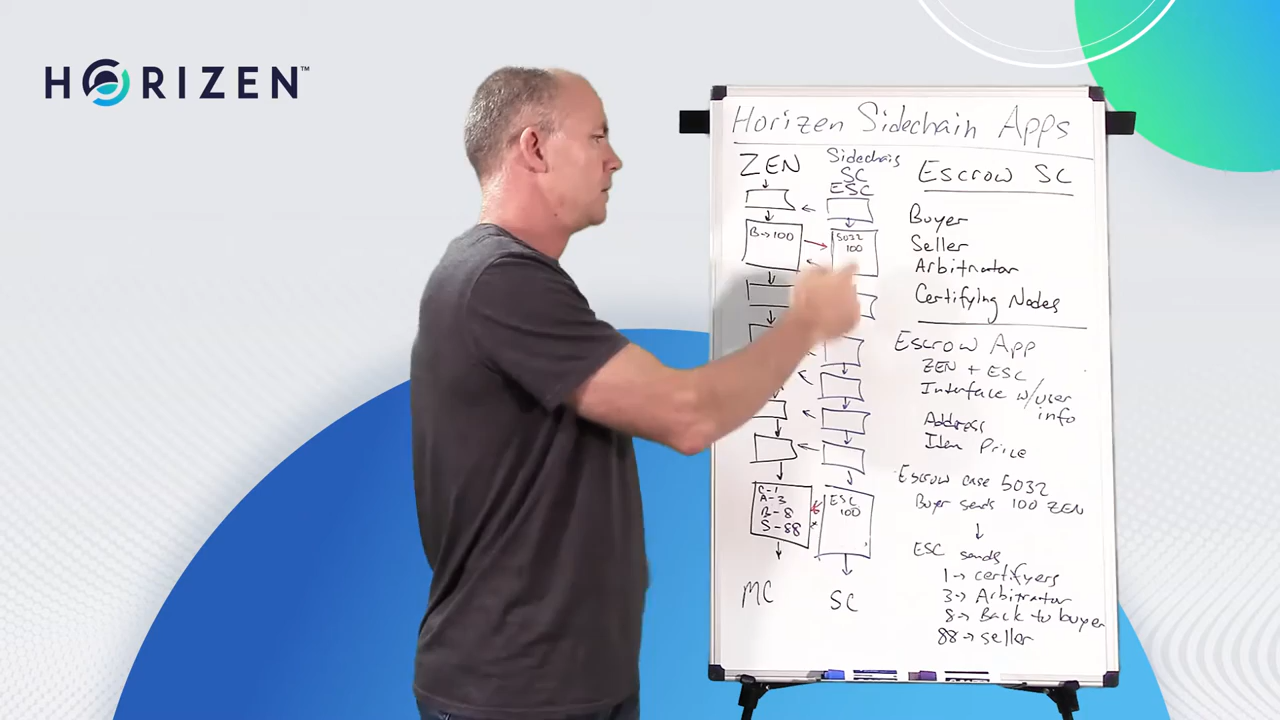 HORIZEN™
Horizen Sidechain Apps
ZEN
Sidechains
SC
ESC
B→100
5032
100
C-1
A-3
B-8
S-88
ESC
100
MC
SC
Escrow SC
Buyer
Seller
Arbitrator
Certifying Nodes
Escrow App
ZEN + ESC
Interface w/user
info
Address
Item Price
Escrow case 5032
Buyer sends 100 ZEN
↓
ESC sends
1→ certifyers
3→ Arbitrator
8→ Back to buyer
88→ seller